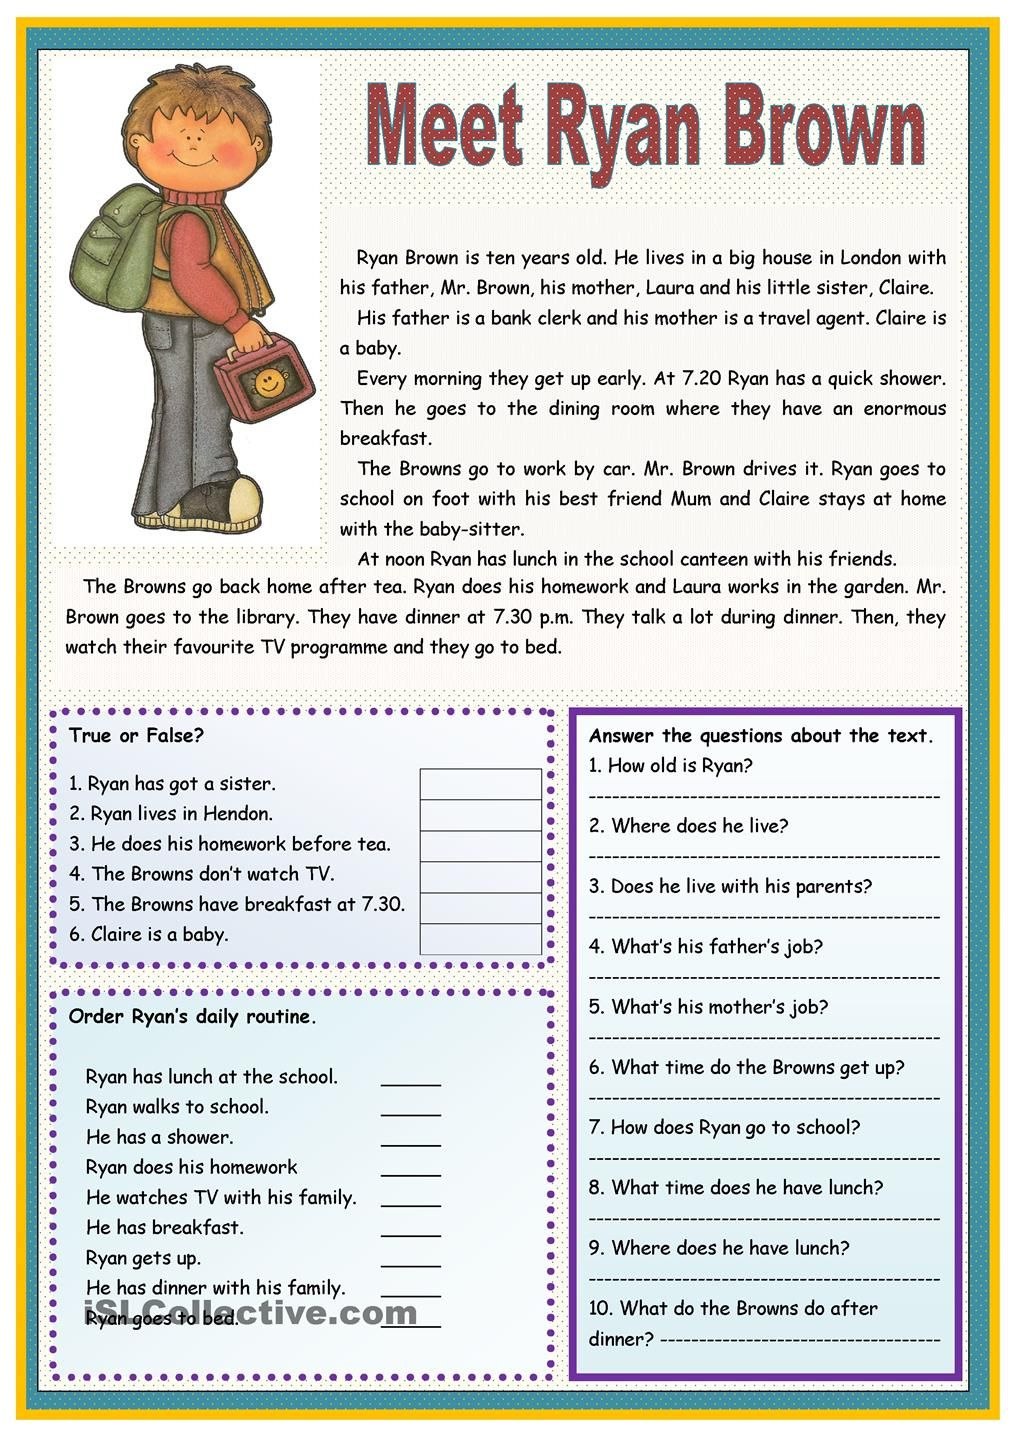 Meet Ryan Brown
Ryan Brown is ten years old. He lives in a big house in London with
his father, Mr. Brown, his mother, Laura and his little sister, Claire.
His father is a bank clerk and his mother is a travel agent. Claire is
a baby.
Every morning they get up early. At 7.20 Ryan has a quick shower.
Then he goes to the dining room where they have an enormous
breakfast.
The Browns go to work by car. Mr. Brown drives it. Ryan goes to
school on foot with his best friend Mum and Claire stays at home
with the baby-sitter.
At noon Ryan has lunch in the school canteen with his friends.
The Browns go back home after tea. Ryan does his homework and Laura works in the garden. Mr.
Brown goes to the library. They have dinner at 7.30 p.m. They talk a lot during dinner. Then, they
watch their favourite TV programme and they go to bed.
True or False?
1. Ryan has got a sister.
2. Ryan lives in Hendon.
3. He does his homework before tea.
4. The Browns don't watch TV.
5. The Browns have breakfast at 7.30.
6. Claire is a baby.
Order Ryan's daily routine.
Ryan has lunch at the school. ______
Ryan walks to school. ______
He has a shower. ______
Ryan does his homework ______
He watches TV with his family. ______
He has breakfast. ______
Ryan gets up. ______
He has dinner with his family. ______
Ryan goes to bed. ______
iSLCollective.com
Answer the questions about the text.
1. How old is Ryan?
--------------------------------------
2. Where does he live?
--------------------------------------
3. Does he live with his parents?
--------------------------------------
4. What's his father's job?
--------------------------------------
5. What's his mother's job?
--------------------------------------
6. What time do the Browns get up?
--------------------------------------
7. How does Ryan go to school?
--------------------------------------
8. What time does he have lunch?
--------------------------------------
9. Where does he have lunch?
--------------------------------------
10. What do the Browns do after
dinner? ------------------------------